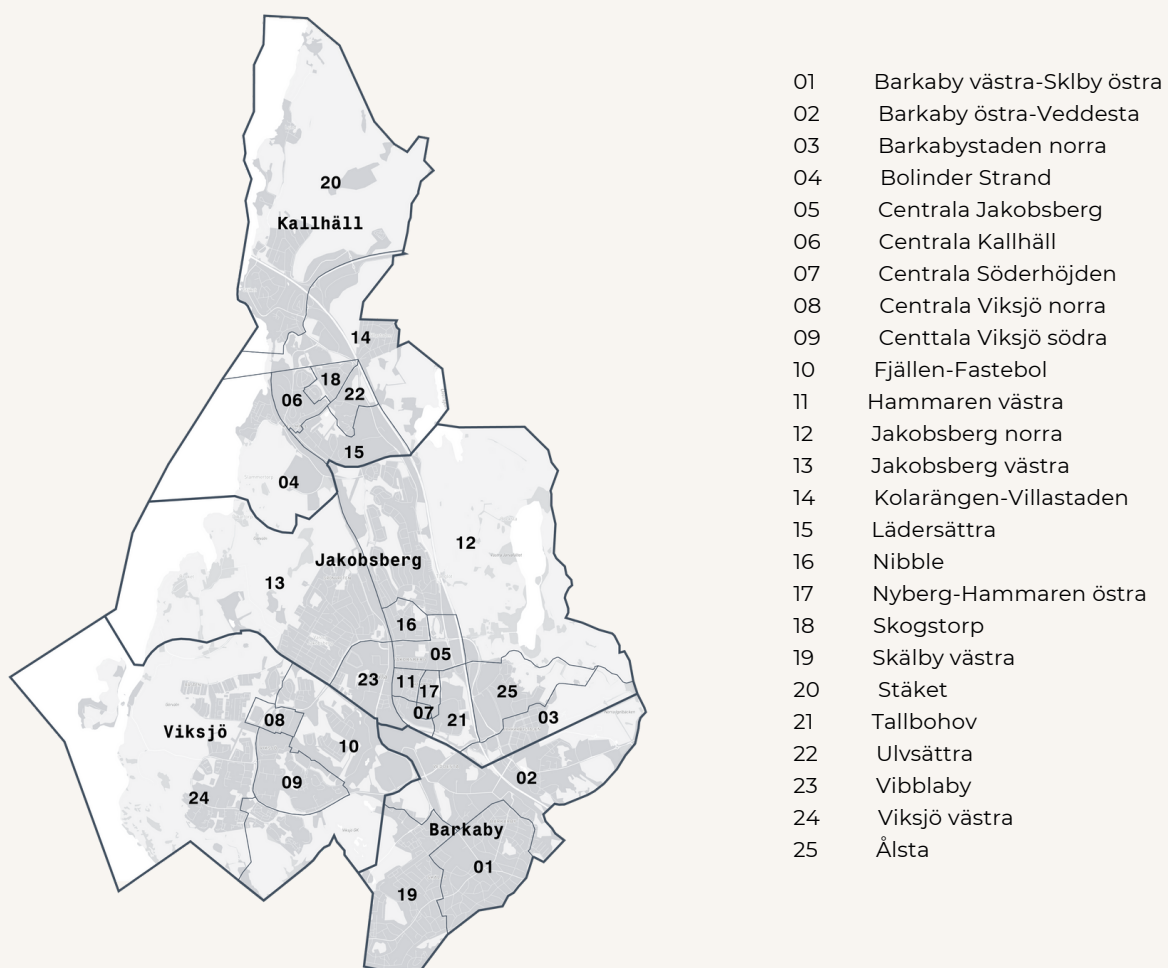 20
Kallhäll
14
18
22
06
15
04
12
Jakobsberg
13
16
05
23
11
17
25
07
21
03
08
Viksjö
10
02
09
24
Barkaby
01
19
01 Barkaby västra-Sklby östra
02 Barkaby östra-Veddesta
03 Barkabystaden norra
04 Bolinder Strand
05 Centrala Jakobsberg
06 Centrala Kallhäll
07 Centrala Söderhöjden
08 Centrala Viksjö norra
09 Centtala Viksjö södra
10 Fjällen-Fastebol
11 Hammaren västra
12 Jakobsberg norra
13 Jakobsberg västra
14 Kolarängen-Villastaden
15 Lädersättra
16 Nibble
17 Nyberg-Hammaren östra
18 Skogstorp
19 Skälby västra
20 Stäket
21 Tallbohov
22 Ulvsättra
23 Vibblaby
24 Viksjö västra
25 Ålsta